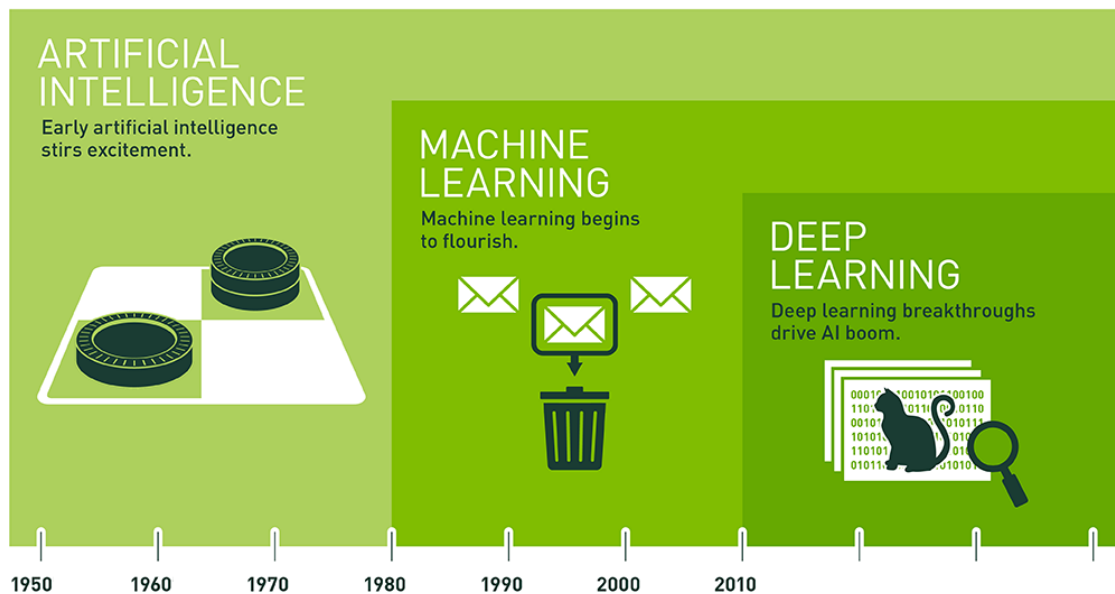 ARTIFICIAL
INTELLIGENCE
Early artificial intelligence
stirs excitement.
MACHINE
LEARNING
Machine learning begins
to flourish.
DEEP
LEARNING
Deep learning breakthroughs
drive AI boom.
1950 1960 1970 1980 1990 2000 2010